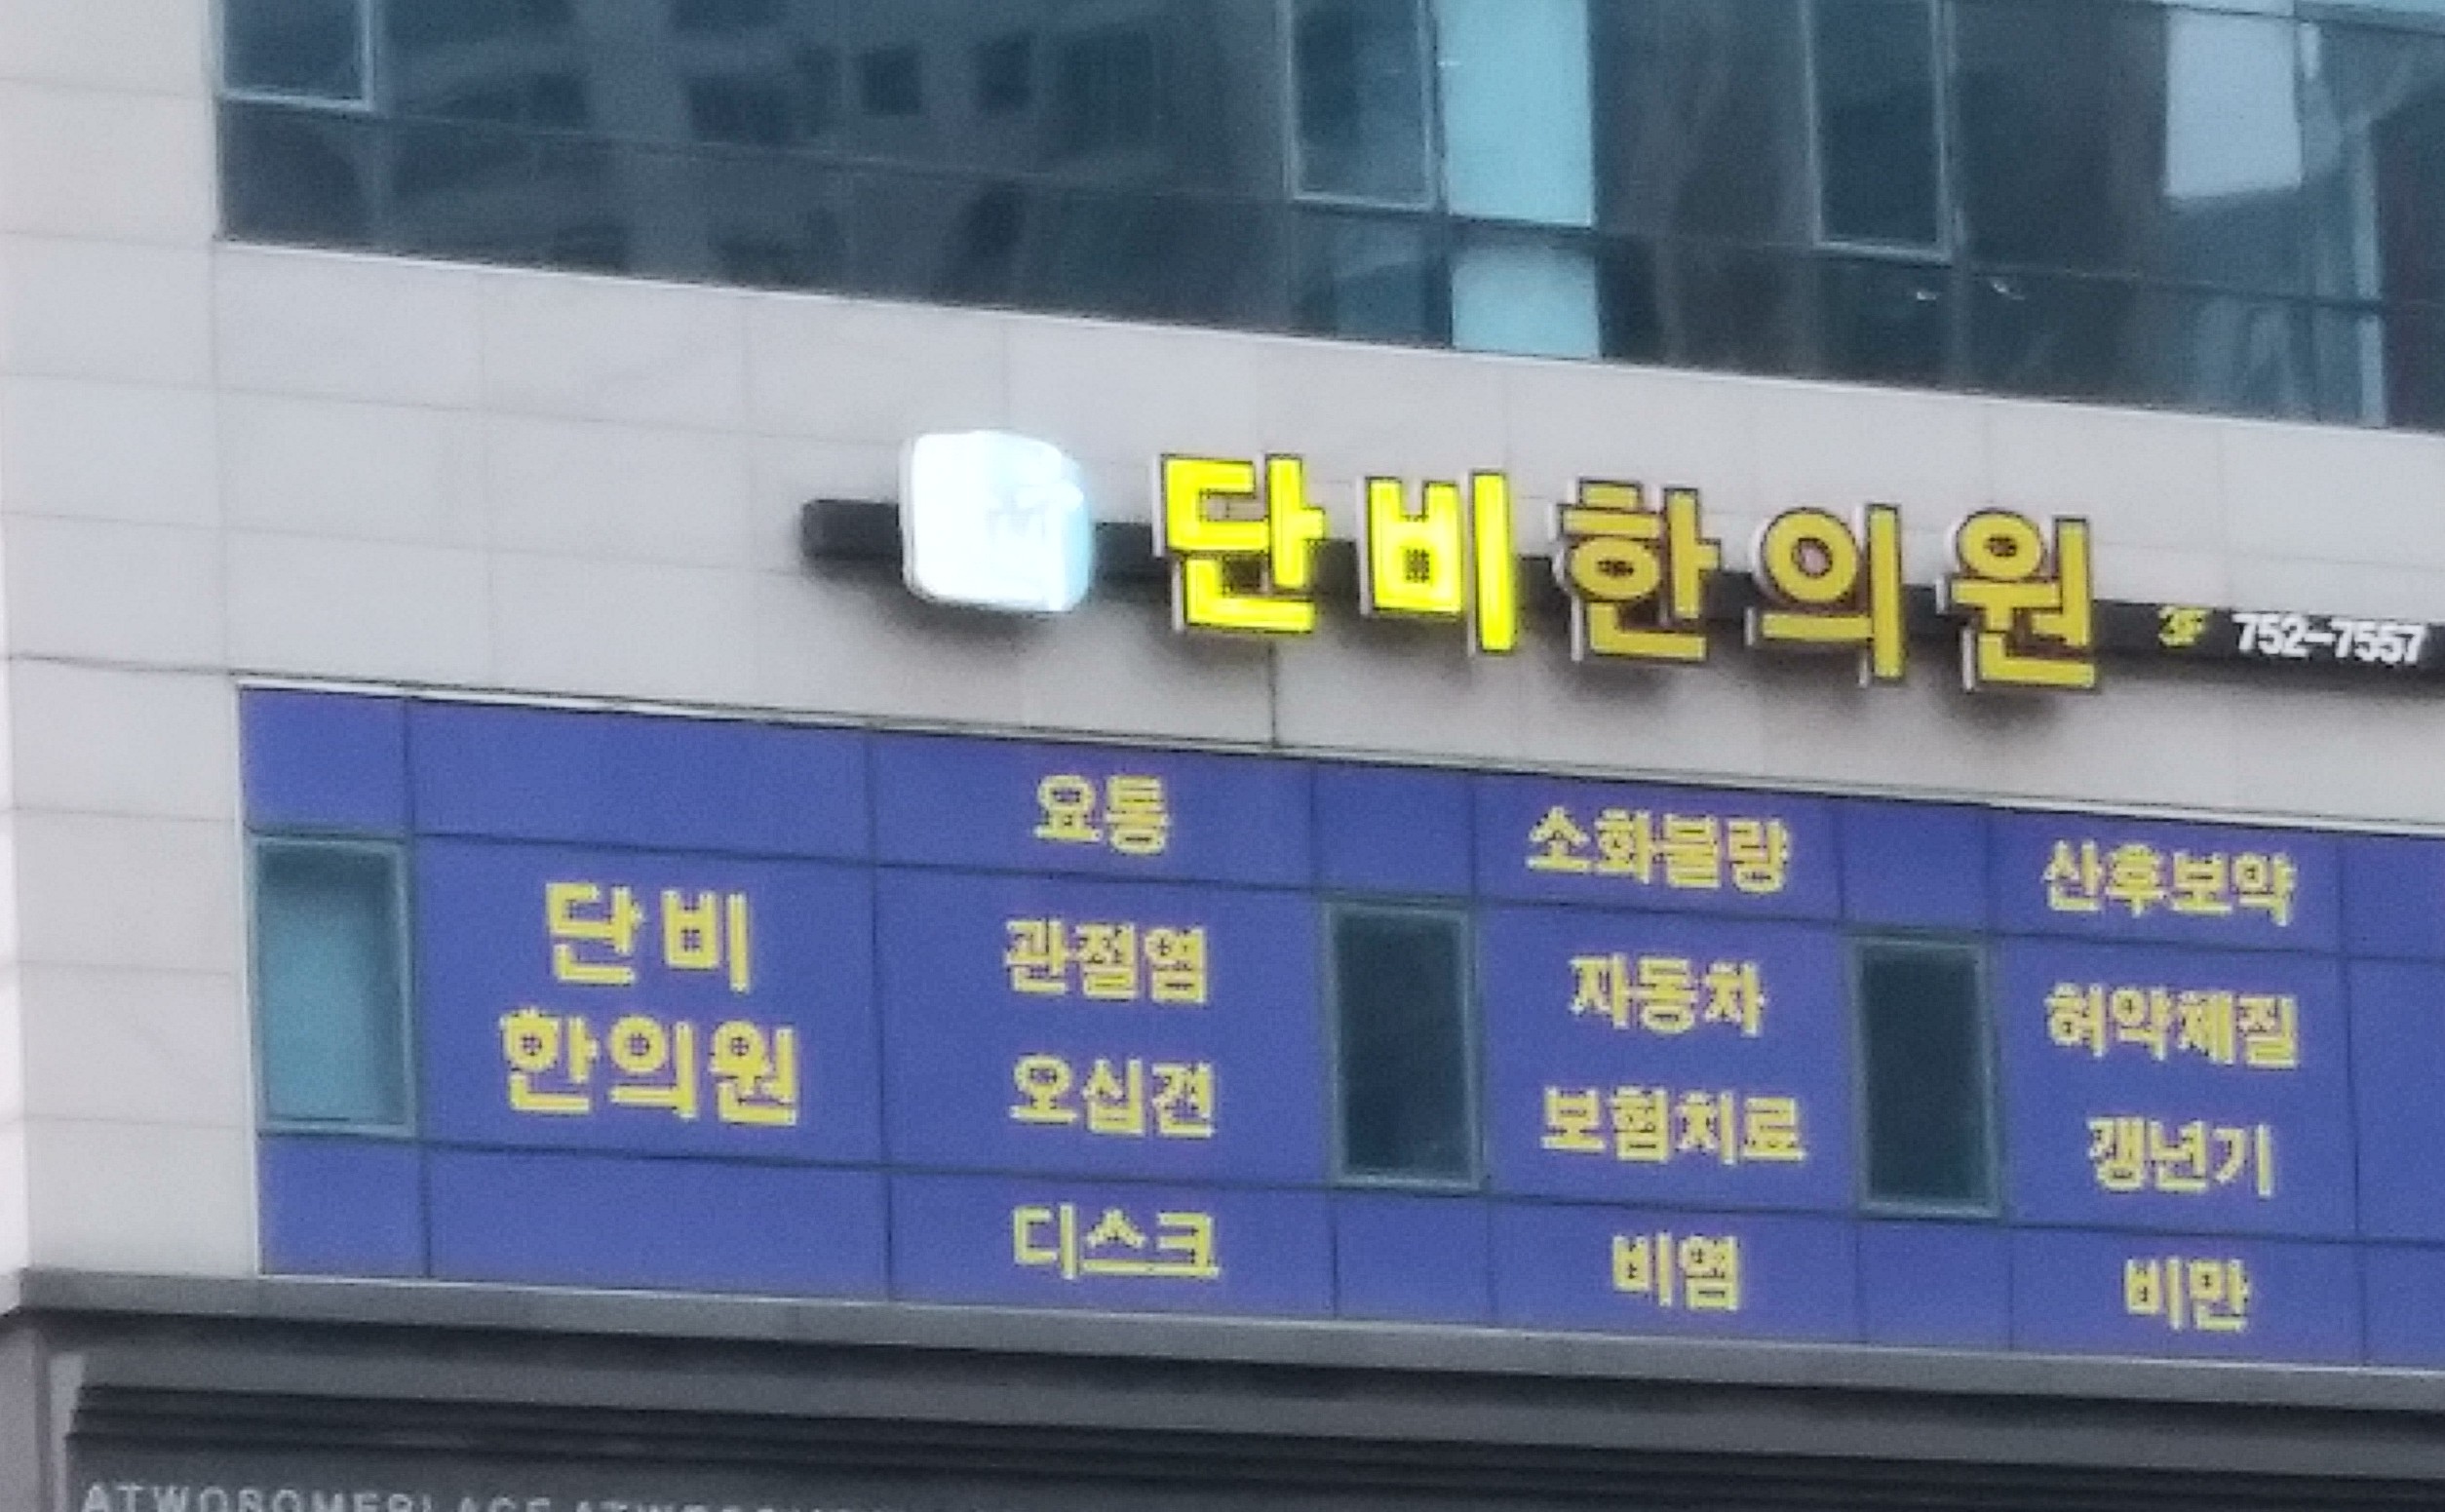 단비한의원 3F 752-7557
단비
한의원
요통
관절염
오십견
디스크
소화불량
자동차
보험치료
비염
산후보약
허약체질
갱년기
비만